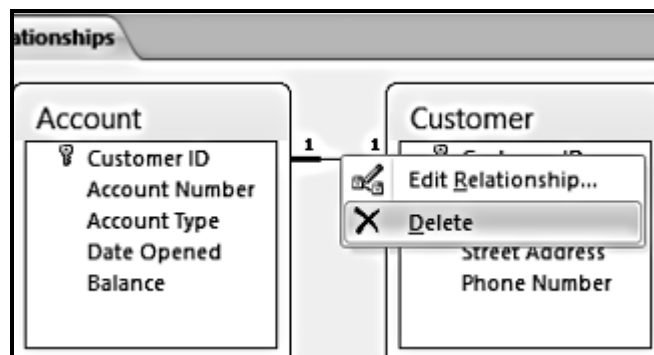 ationships
Account
Customer
1
1
Customer ID
Account Number
Account Type
Date Opened
Balance
Edit Relationship...
Delete
Street Address
Phone Number